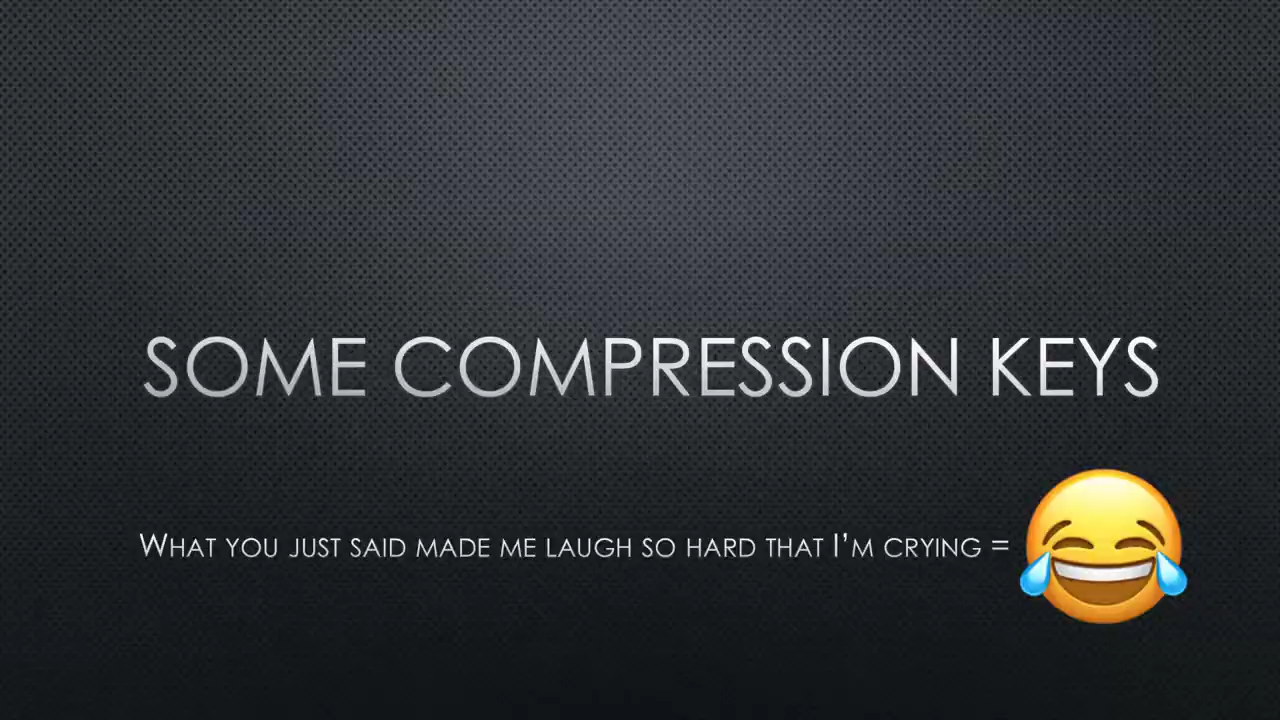 SOME COMPRESSION KEYS
What you just said made me laugh so hard that I’m crying =